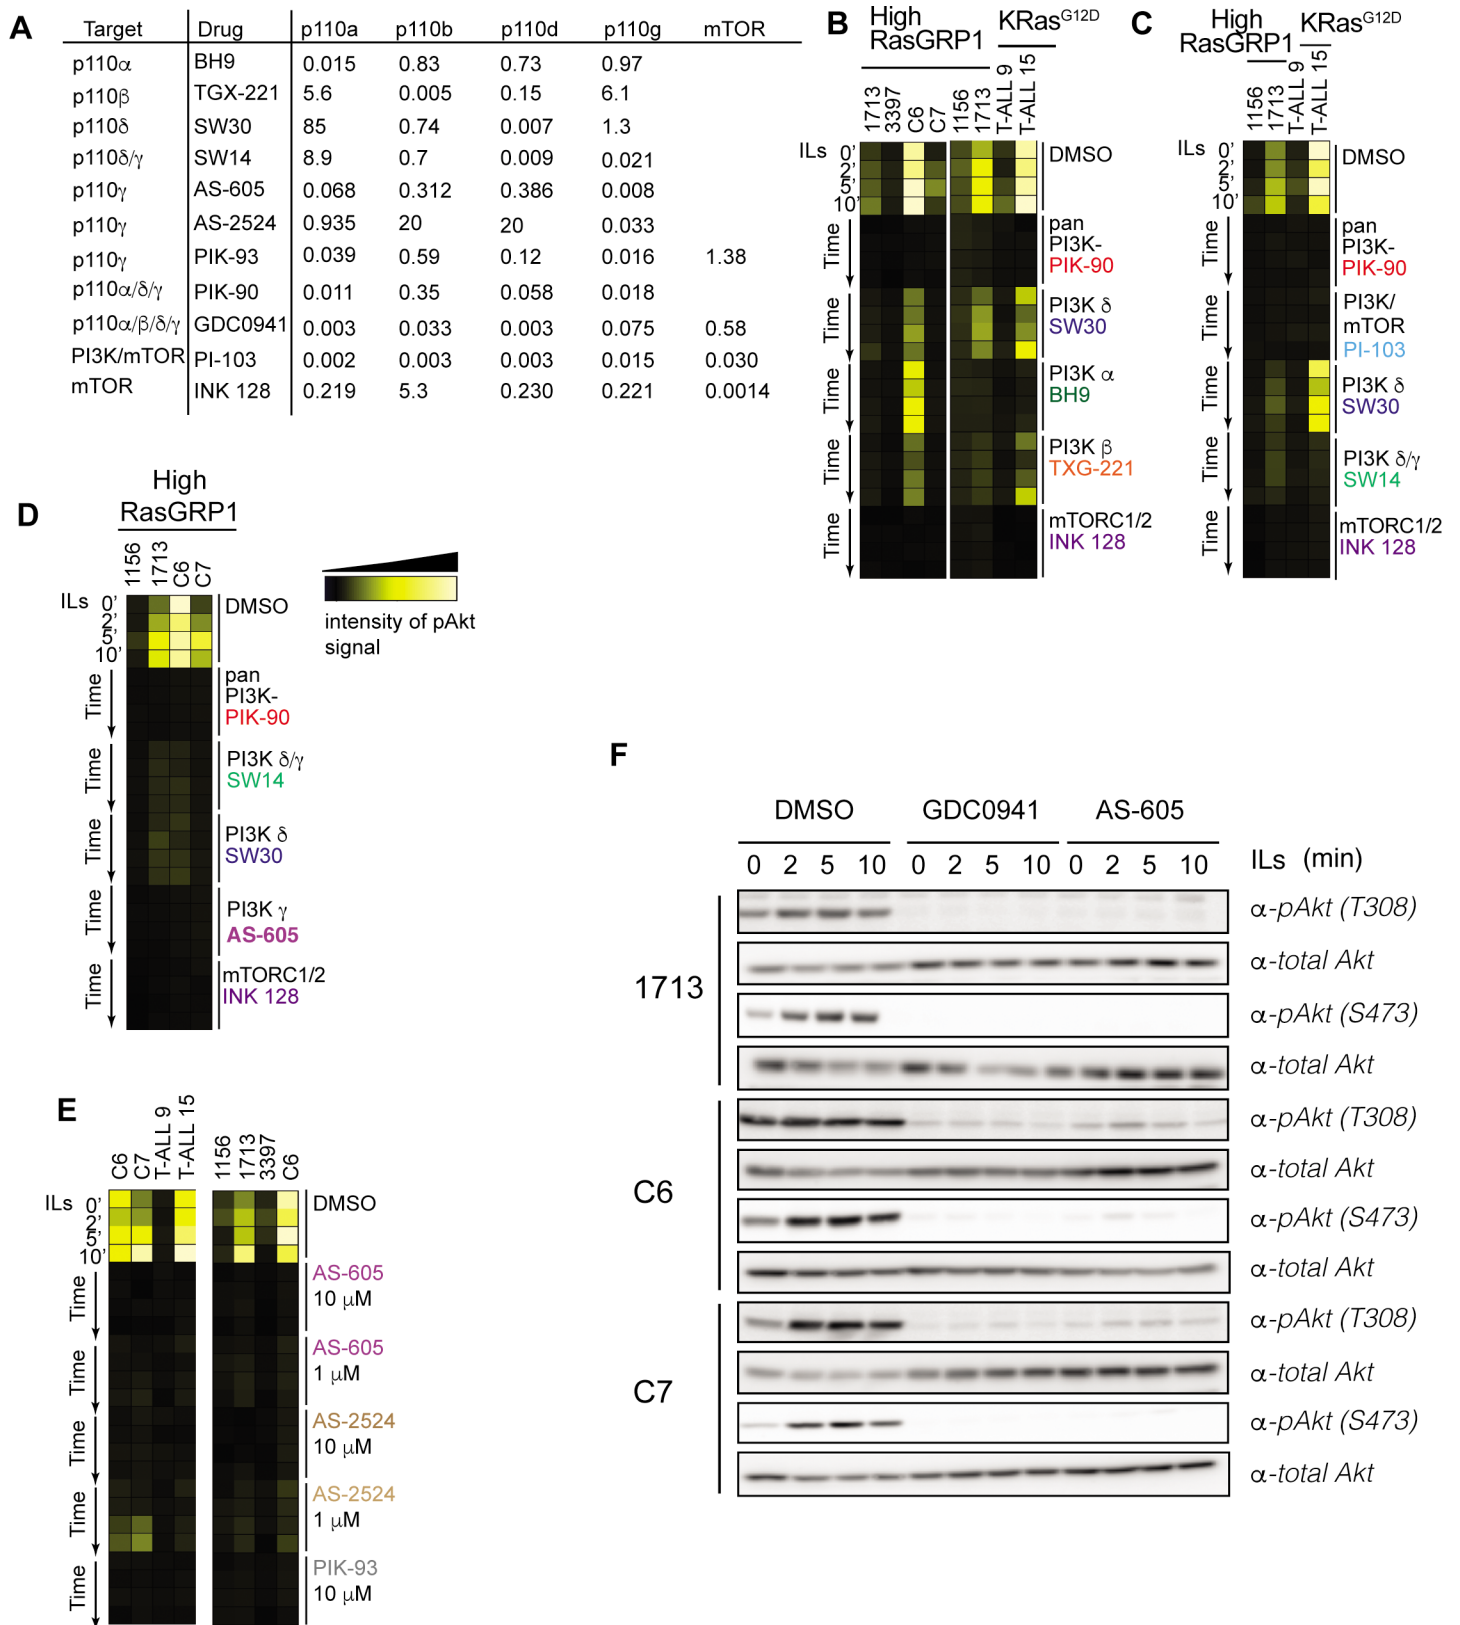 A
Target Drug p110a p110b p110d p110g mTOR
p110α BH9 0.015 0.83 0.73 0.97
p110β TGX-221 5.6 0.005 0.15 6.1
p110δ SW30 85 0.74 0.007 1.3
p110δ/γ SW14 8.9 0.7 0.009 0.021
p110γ AS-605 0.068 0.312 0.386 0.008
p110γ AS-2524 0.935 20 20 0.033
p110γ PIK-93 0.039 0.59 0.12 0.016 1.38
p110α/δ/γ PIK-90 0.011 0.35 0.058 0.018
p110α/β/δ/γ GDC0941 0.003 0.033 0.003 0.075 0.58
PI3K/mTOR PI-103 0.002 0.003 0.003 0.015 0.030
mTOR INK 128 0.219 5.3 0.230 0.221 0.0014
B
High
RasGRP1
KRasG12D
1713 3397 C6 C7 1156 1713 T-ALL 9 T-ALL 15
ILs 0'
2'
5'
10'
DMSO
Time
pan
PI3K-
PIK-90
Time
PI3K δ
SW30
Time
PI3K α
BH9
Time
PI3K β
TXG-221
Time
mTORC1/2
INK 128
C
High
RasGRP1
KRasG12D
1156 1713 T-ALL 9 T-ALL 15
ILs 0'
2'
5'
10'
DMSO
Time
pan
PI3K-
PIK-90
Time
PI3K/
mTOR
PI-103
Time
PI3K δ
SW30
Time
PI3K δ/γ
SW14
Time
mTORC1/2
INK 128
D
High
RasGRP1
1156 1713 C6 C7
ILs 0'
2'
5'
10'
DMSO
Time
pan
PI3K-
PIK-90
Time
PI3K δ/γ
SW14
Time
PI3K δ
SW30
Time
PI3K γ
AS-605
Time
mTORC1/2
INK 128
intensity of pAkt
signal
E
C6 C7 T-ALL 9 T-ALL 15 1156 1713 3397 C6
ILs 0'
2'
5'
10'
DMSO
Time
AS-605
10 μM
Time
AS-605
1 μM
Time
AS-2524
10 μM
Time
AS-2524
1 μM
Time
PIK-93
10 μM
F
DMSO GDC0941 AS-605
0 2 5 10 0 2 5 10 0 2 5 10 ILs (min)
1713
α-pAkt (T308)
α-total Akt
α-pAkt (S473)
α-total Akt
C6
α-pAkt (T308)
α-total Akt
α-pAkt (S473)
α-total Akt
C7
α-pAkt (T308)
α-total Akt
α-pAkt (S473)
α-total Akt